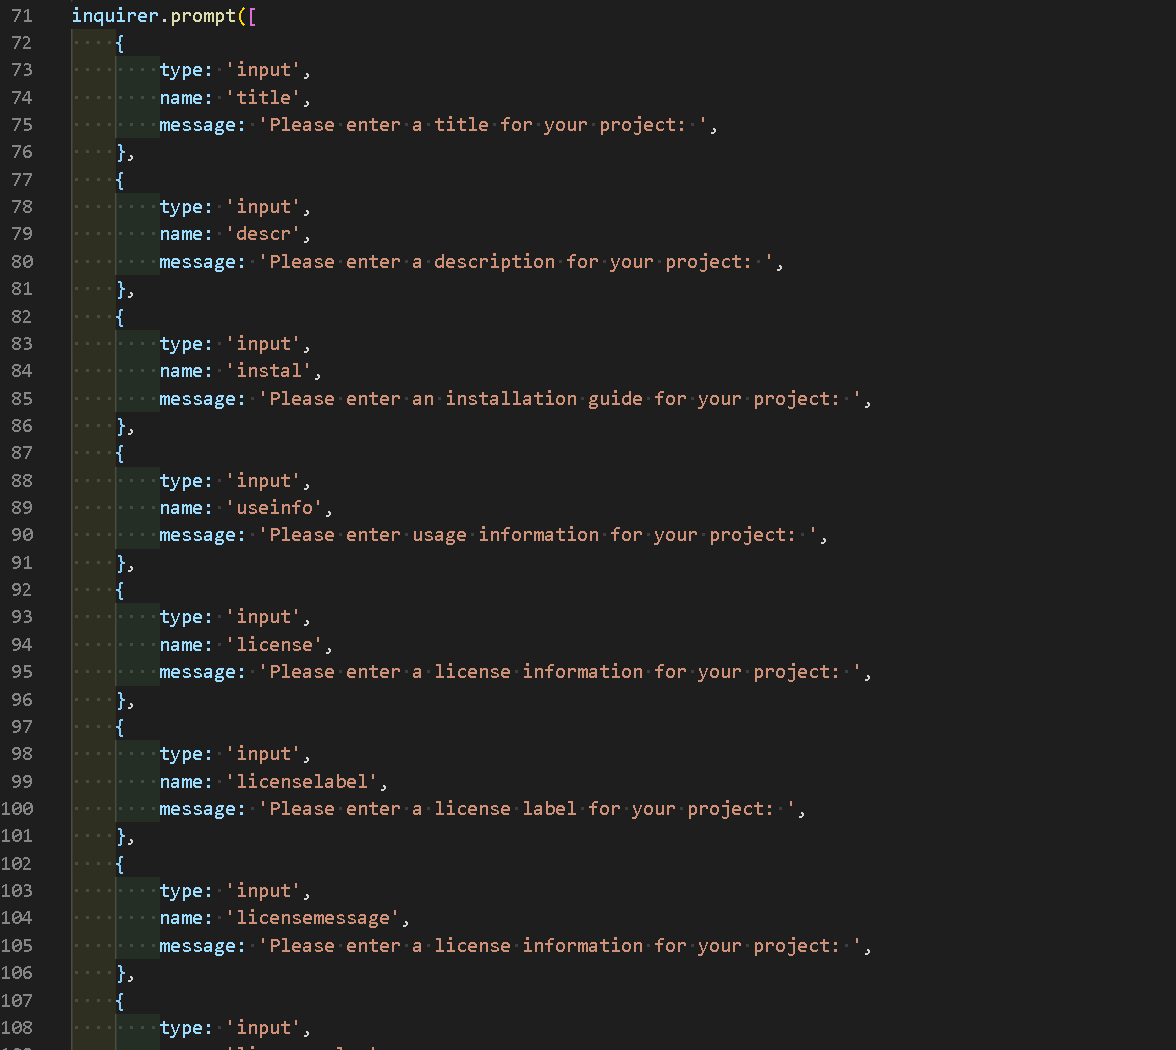 71 inquirer.prompt([
72 {
73 type: 'input',
74 name: 'title',
75 message: 'Please enter a title for your project: ',
76 },
77 {
78 type: 'input',
79 name: 'descr',
80 message: 'Please enter a description for your project: ',
81 },
82 {
83 type: 'input',
84 name: 'instal',
85 message: 'Please enter an installation guide for your project: ',
86 },
87 {
88 type: 'input',
89 name: 'useinfo',
90 message: 'Please enter usage information for your project: ',
91 },
92 {
93 type: 'input',
94 name: 'license',
95 message: 'Please enter a license information for your project: ',
96 },
97 {
98 type: 'input',
99 name: 'licenselabel',
100 message: 'Please enter a license label for your project: ',
101 },
102 {
103 type: 'input',
104 name: 'licensemessage',
105 message: 'Please enter a license information for your project: ',
106 },
107 {
108 type: 'input',